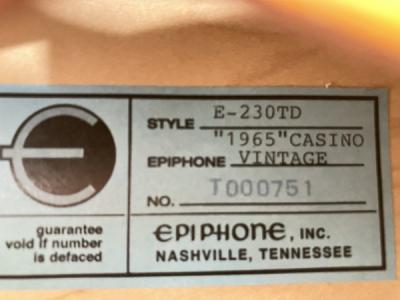 STYLE E-230TD
"1965"CASINO
EPIPHONE VINTAGE
NO. T000751
guarantee
void if number
is defaced
EPIPHONE, INC.
NASHVILLE, TENNESSEE